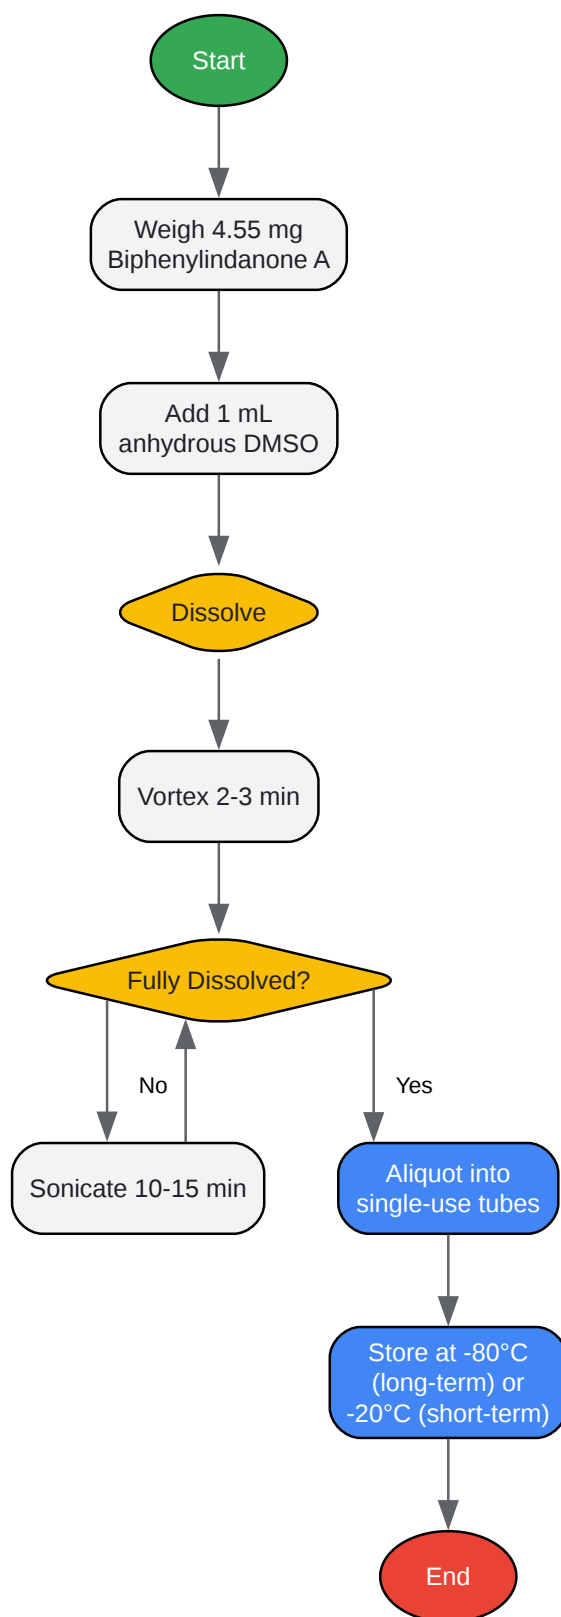 Start
Weigh 4.55 mg
Biphenylindanone A
Add 1 mL
anhydrous DMSO
Dissolve
Vortex 2-3 min
Fully Dissolved?
No
Yes
Sonicate 10-15 min
Aliquot into
single-use tubes
Store at -80°C
(long-term) or
-20°C (short-term)
End